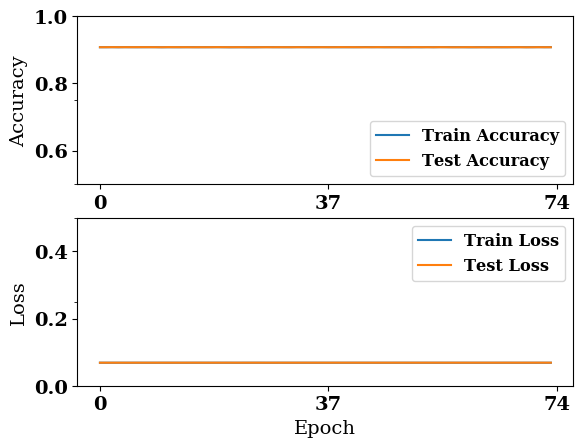 1.0
0.8
0.6
Accuracy
Train Accuracy
Test Accuracy
0 37 74
0.4
0.2
0.0
Loss
Train Loss
Test Loss
0 37 74
Epoch